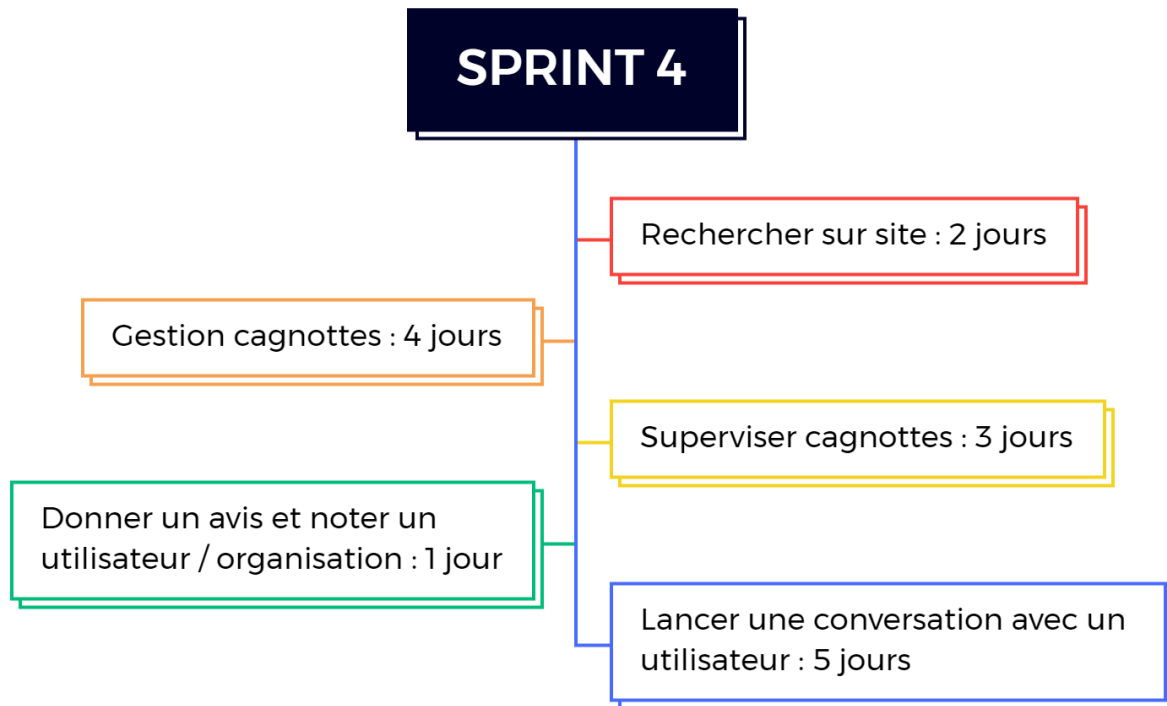 SPRINT 4
Rechercher sur site : 2 jours
Gestion cagnottes : 4 jours
Superviser cagnottes : 3 jours
Donner un avis et noter un
utilisateur / organisation : 1 jour
Lancer une conversation avec un
utilisateur : 5 jours